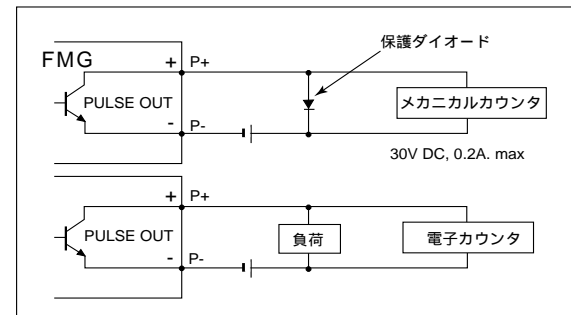 保護ダイオード
FMG
+ P+
PULSE OUT
メカニカルカウンタ
- P-
30V DC, 0.2A. max
+ P+
PULSE OUT
負荷
電子カウンタ
- P-